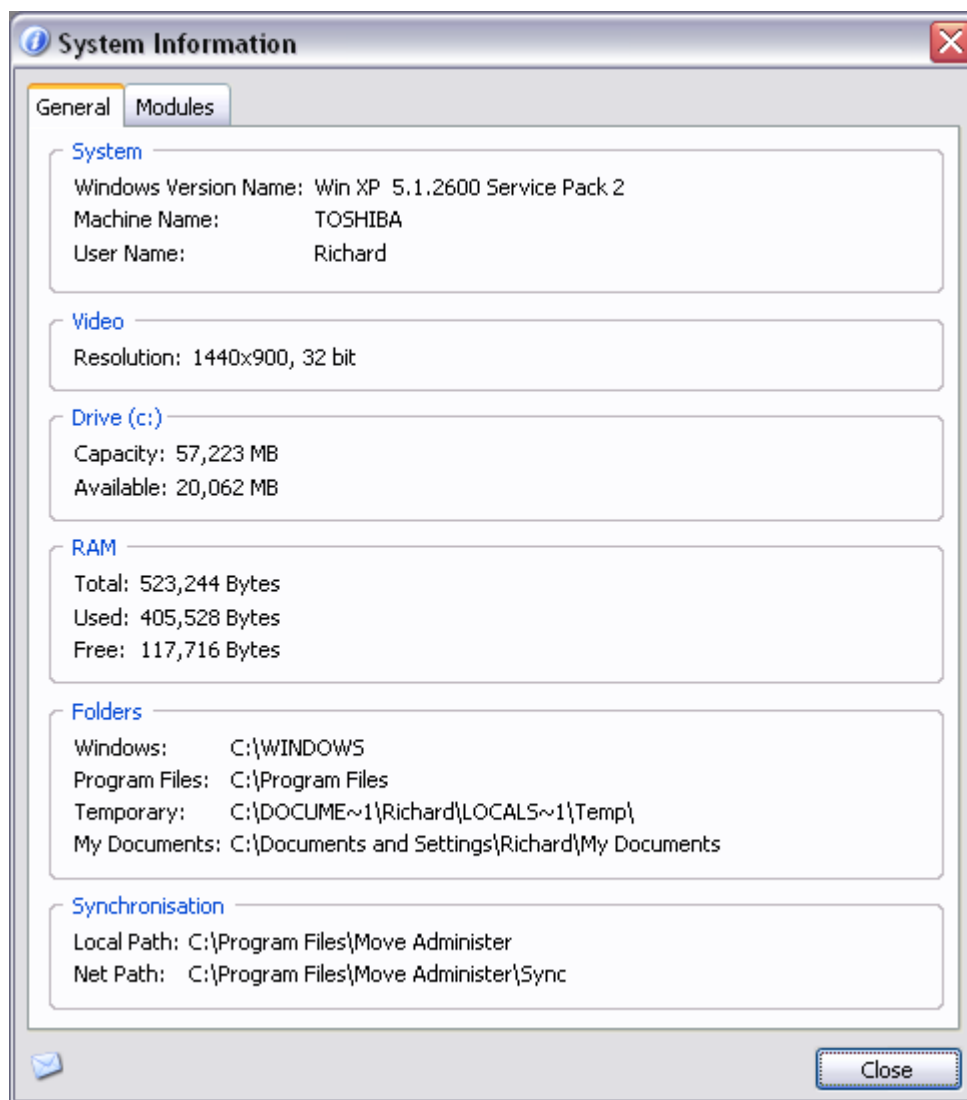 System Information
General Modules
System
Windows Version Name: Win XP 5.1.2600 Service Pack 2
Machine Name: TOSHIBA
User Name: Richard
Video
Resolution: 1440x900, 32 bit
Drive (c:)
Capacity: 57,223 MB
Available: 20,062 MB
RAM
Total: 523,244 Bytes
Used: 405,528 Bytes
Free: 117,716 Bytes
Folders
Windows: C:\WINDOWS
Program Files: C:\Program Files
Temporary: C:\DOCUME~1\Richard\LOCALS~1\Temp\
My Documents: C:\Documents and Settings\Richard\My Documents
Synchronisation
Local Path: C:\Program Files\Move Administer
Net Path: C:\Program Files\Move Administer\Sync
Close